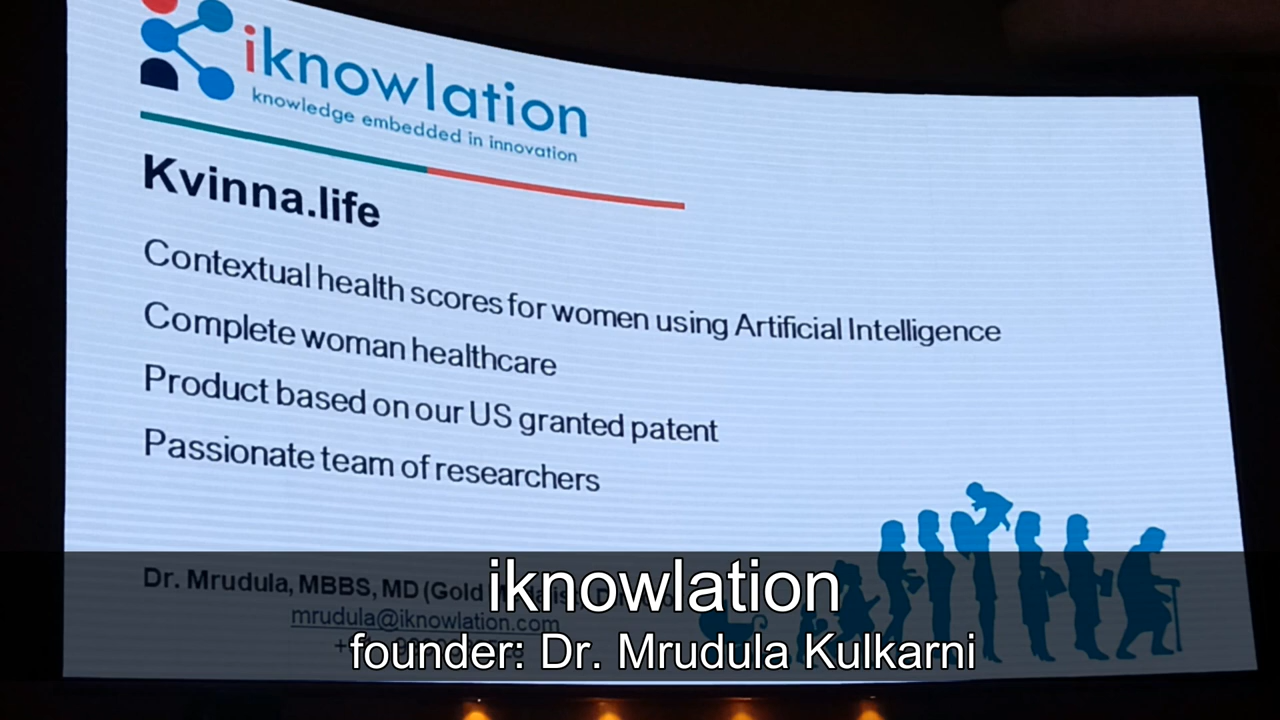 iknowlation
knowledge embedded in innovation
Kvinna.life
Contextual health scores for women using Artificial Intelligence
Complete woman healthcare
Product based on our US granted patent
Passionate team of researchers
Dr. Mrudula, MBBS, MD (Gold
mrudula@iknowlation.com
iknowlation
founder: Dr. Mrudula Kulkarni